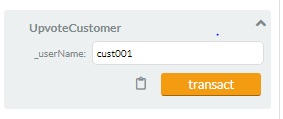 UpvoteCustomer
_userName: cust001
transact